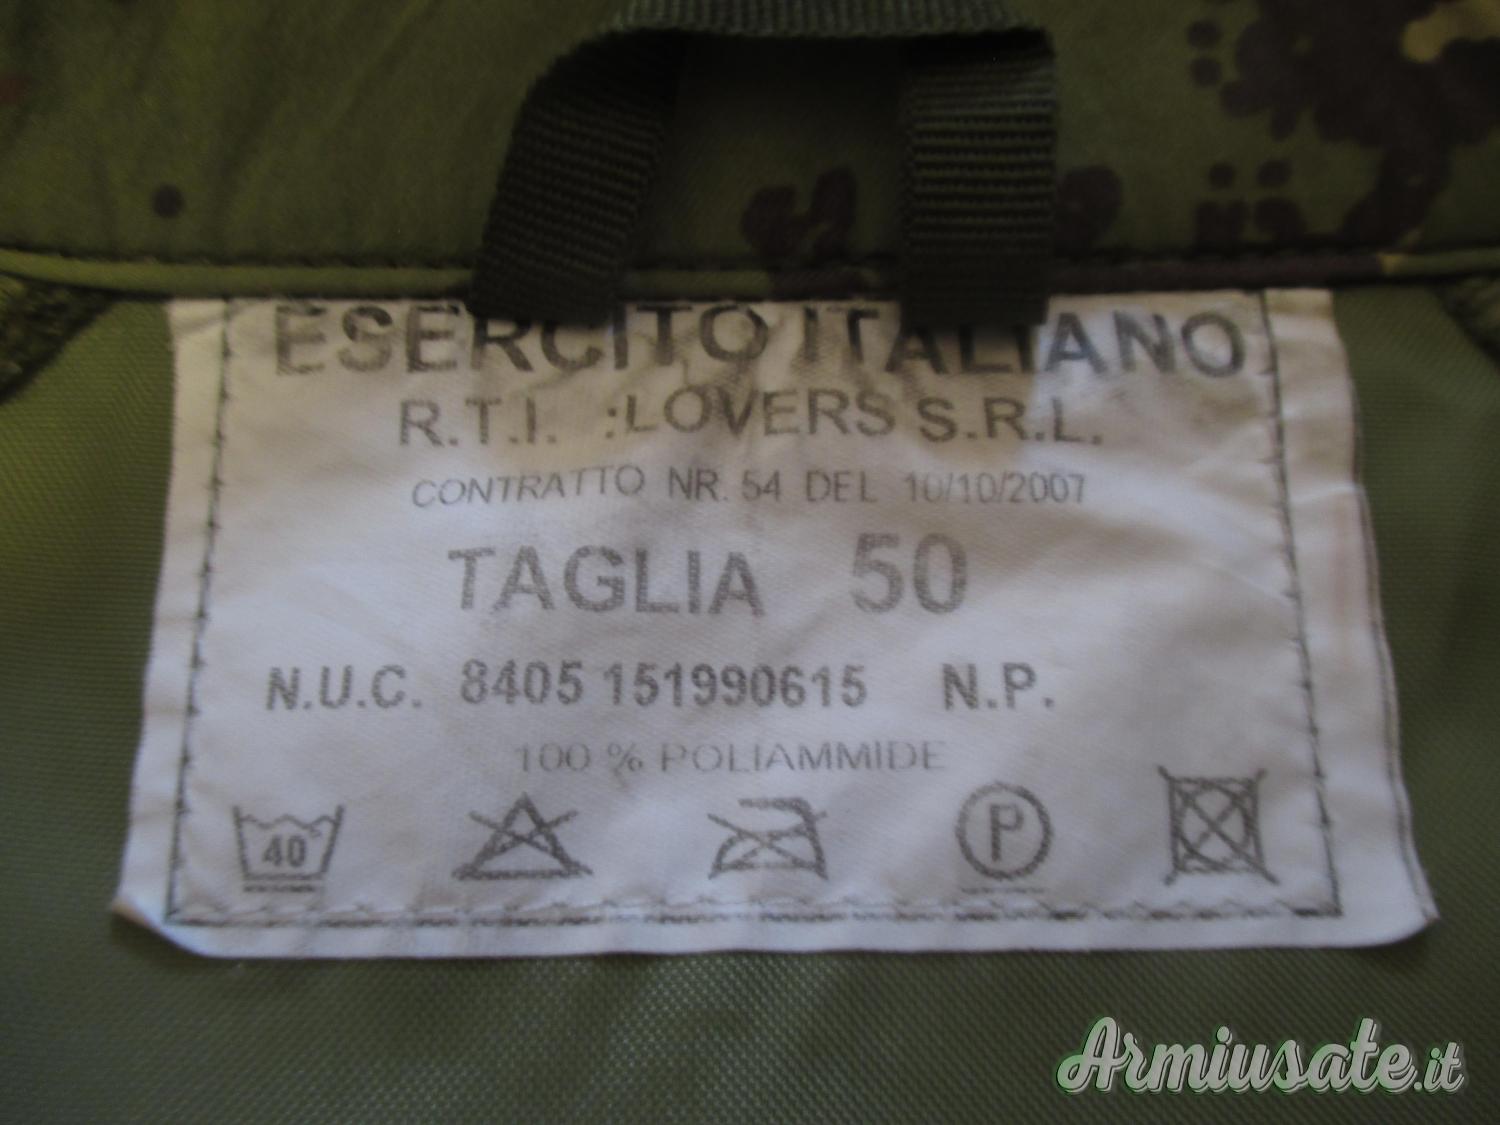 ESERCITO ITALIANO
R.T.I. :LOVERS S.R.L.
CONTRATTO NR. 54 DEL 10/10/2007
TAGLIA 50
N.U.C. 8405 151990615 N.P.
100 % POLIAMMIDE
40 P
Armiusate.it